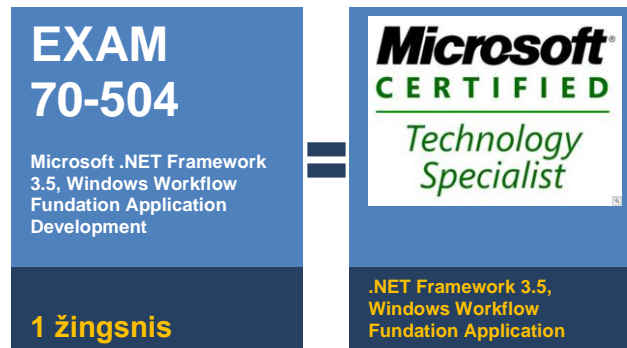 EXAM
70-504
Microsoft .NET Framework
3.5, Windows Workflow
Fundation Application
Development
1 žingsnis
=
Microsoft®
CERTIFIED
Technology
Specialist
.NET Framework 3.5,
Windows Workflow
Fundation Application